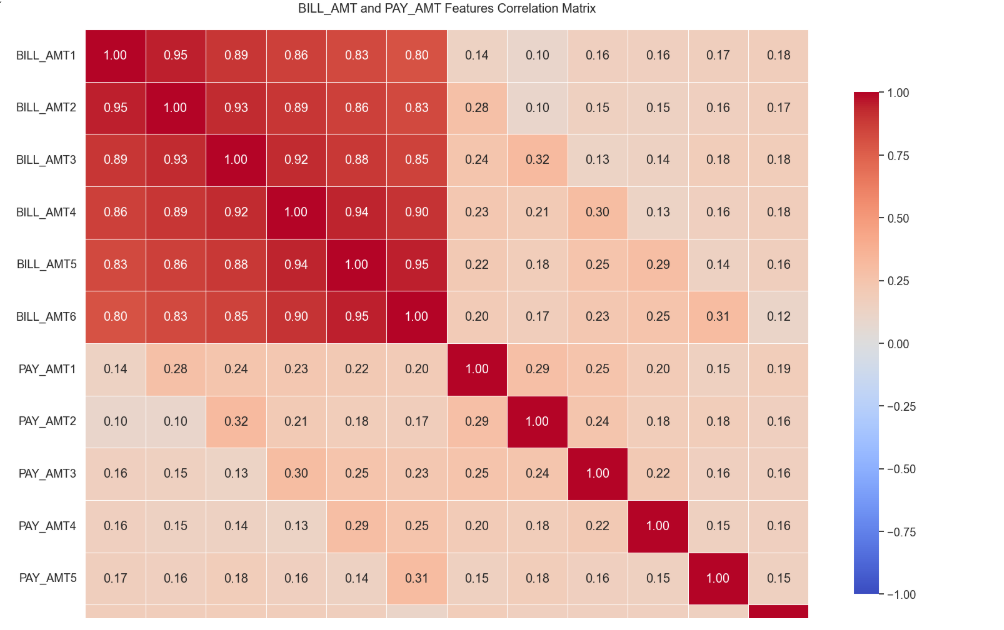 BILL_AMT and PAY_AMT Features Correlation Matrix
BILL_AMT1 1.00 0.95 0.89 0.86 0.83 0.80 0.14 0.10 0.16 0.16 0.17 0.18
BILL_AMT2 0.95 1.00 0.93 0.89 0.86 0.83 0.28 0.10 0.15 0.15 0.16 0.17
BILL_AMT3 0.89 0.93 1.00 0.92 0.88 0.85 0.24 0.32 0.13 0.14 0.18 0.18
BILL_AMT4 0.86 0.89 0.92 1.00 0.94 0.90 0.23 0.21 0.30 0.13 0.16 0.18
BILL_AMT5 0.83 0.86 0.88 0.94 1.00 0.95 0.22 0.18 0.25 0.29 0.14 0.16
BILL_AMT6 0.80 0.83 0.85 0.90 0.95 1.00 0.20 0.17 0.23 0.25 0.31 0.12
PAY_AMT1 0.14 0.28 0.24 0.23 0.22 0.20 1.00 0.29 0.25 0.20 0.15 0.19
PAY_AMT2 0.10 0.10 0.32 0.21 0.18 0.17 0.29 1.00 0.24 0.18 0.18 0.16
PAY_AMT3 0.16 0.15 0.13 0.30 0.25 0.23 0.25 0.24 1.00 0.22 0.16 0.16
PAY_AMT4 0.16 0.15 0.14 0.13 0.29 0.25 0.20 0.18 0.22 1.00 0.15 0.16
PAY_AMT5 0.17 0.16 0.18 0.16 0.14 0.31 0.15 0.18 0.16 0.15 1.00 0.15
1.00
0.75
0.50
0.25
0.00
−0.25
−0.50
−0.75
−1.00